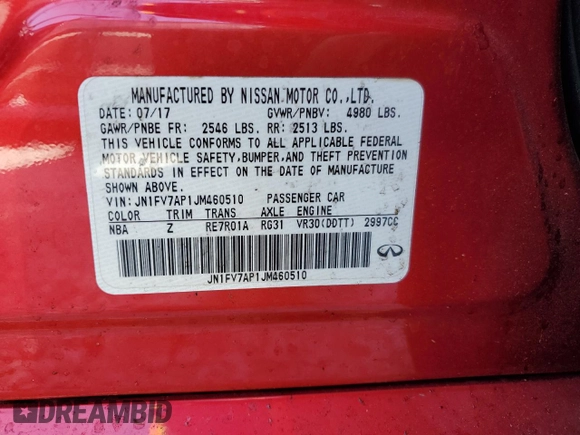 MANUFACTURED BY NISSAN MOTOR CO.,LTD.
DATE: 07/17 GVWR/PNBV: 4980 LBS.
GAWR/PNBE FR: 2546 LBS. RR: 2513 LBS.
THIS VEHICLE CONFORMS TO ALL APPLICABLE FEDERAL
MOTOR VEHICLE SAFETY, BUMPER, AND THEFT PREVENTION
STANDARDS IN EFFECT ON THE DATE OF MANUFACTURE
SHOWN ABOVE.
VIN: JN1FV7AP1JM460510 PASSENGER CAR
COLOR TRIM TRANS AXLE ENGINE
NBA Z RE7R01A RG31 VR30(DDTT) 2997CC
JN1FV7AP1JM460510
DREAMBID